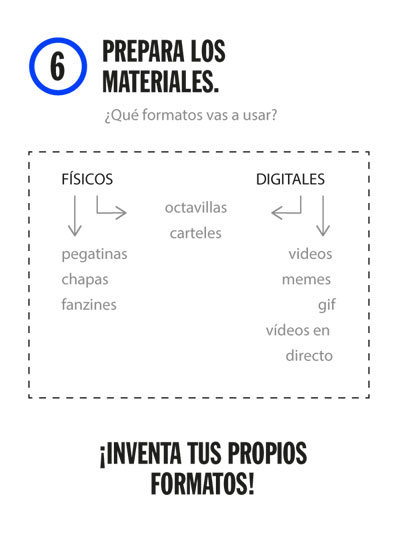 6
PREPARA LOS
MATERIALES.
¿Qué formatos vas a usar?
FÍSICOS
DIGITALES
octavillas
carteles
pegatinas
chapas
fanzines
videos
memes
gif
vídeos en
directo
¡INVENTA TUS PROPIOS
FORMATOS!